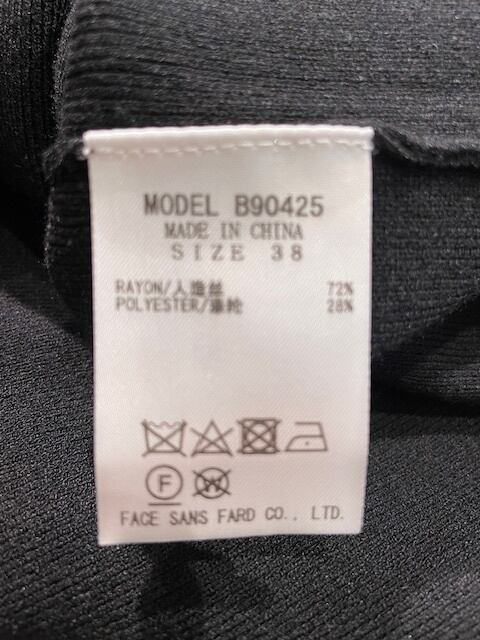 MODEL B90425
MADE IN CHINA
SIZE 38
RAYON/人造丝 72%
POLYESTER/涤纶 28%
F W
FACE SANS FARD CO., LTD.